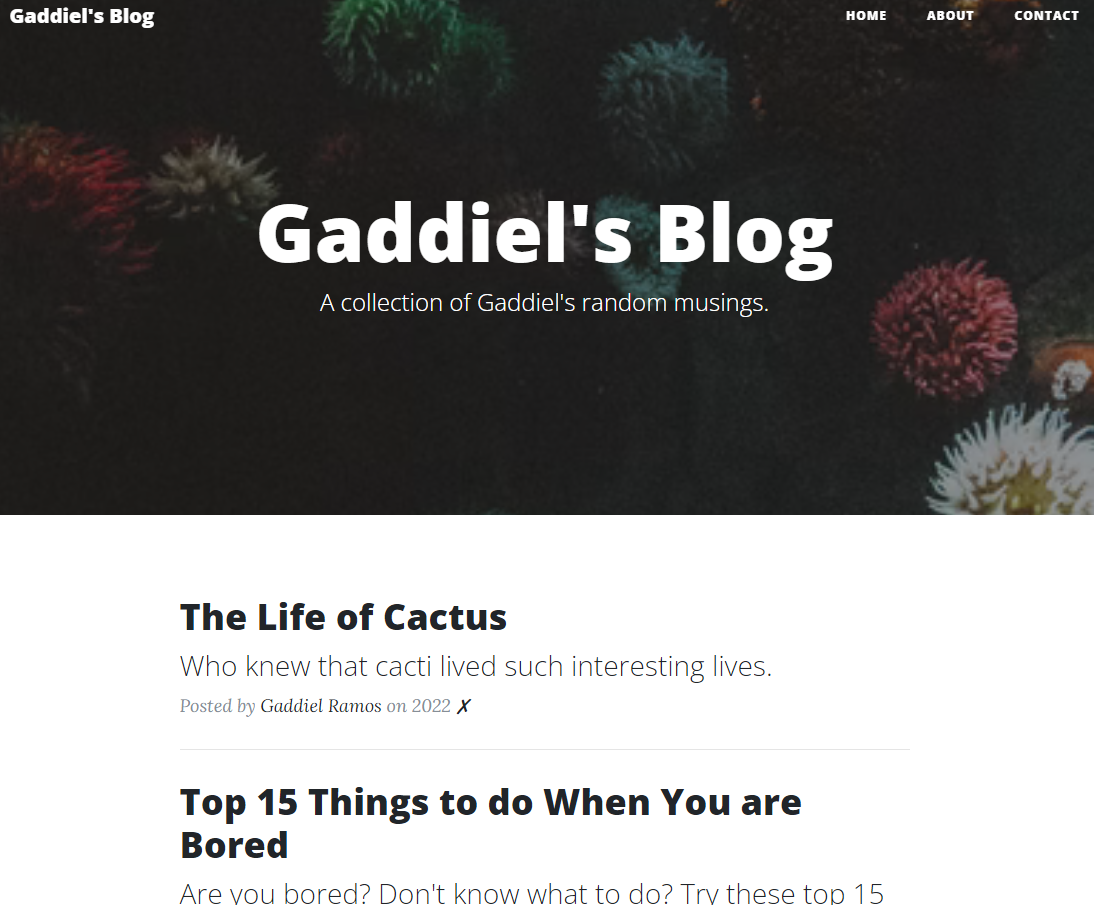 Gaddiel's Blog
HOME ABOUT CONTACT
Gaddiel's Blog
A collection of Gaddiel's random musings.
The Life of Cactus
Who knew that cacti lived such interesting lives.
Posted by Gaddiel Ramos on 2022 ✗
Top 15 Things to do When You are
Bored
Are you bored? Don't know what to do? Try these top 15